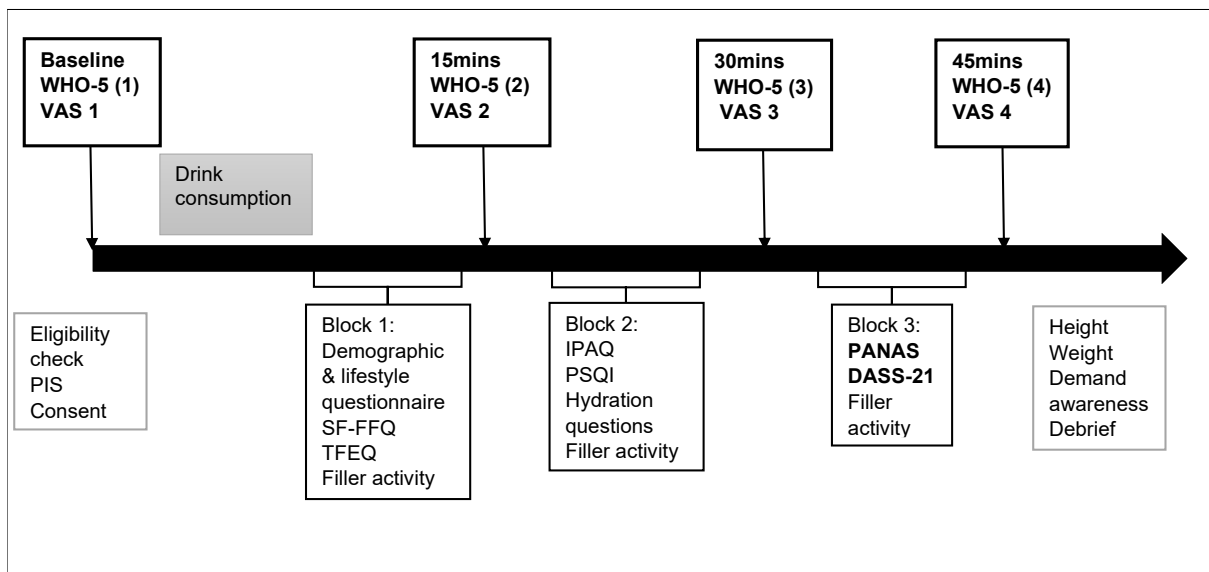 Baseline
WHO-5 (1)
VAS 1
15mins
WHO-5 (2)
VAS 2
30mins
WHO-5 (3)
VAS 3
45mins
WHO-5 (4)
VAS 4
Drink
consumption
Eligibility
check
PIS
Consent
Block 1:
Demographic
& lifestyle
questionnaire
SF-FFQ
TFEQ
Filler activity
Block 2:
IPAQ
PSQI
Hydration
questions
Filler activity
Block 3:
PANAS
DASS-21
Filler
activity
Height
Weight
Demand
awareness
Debrief